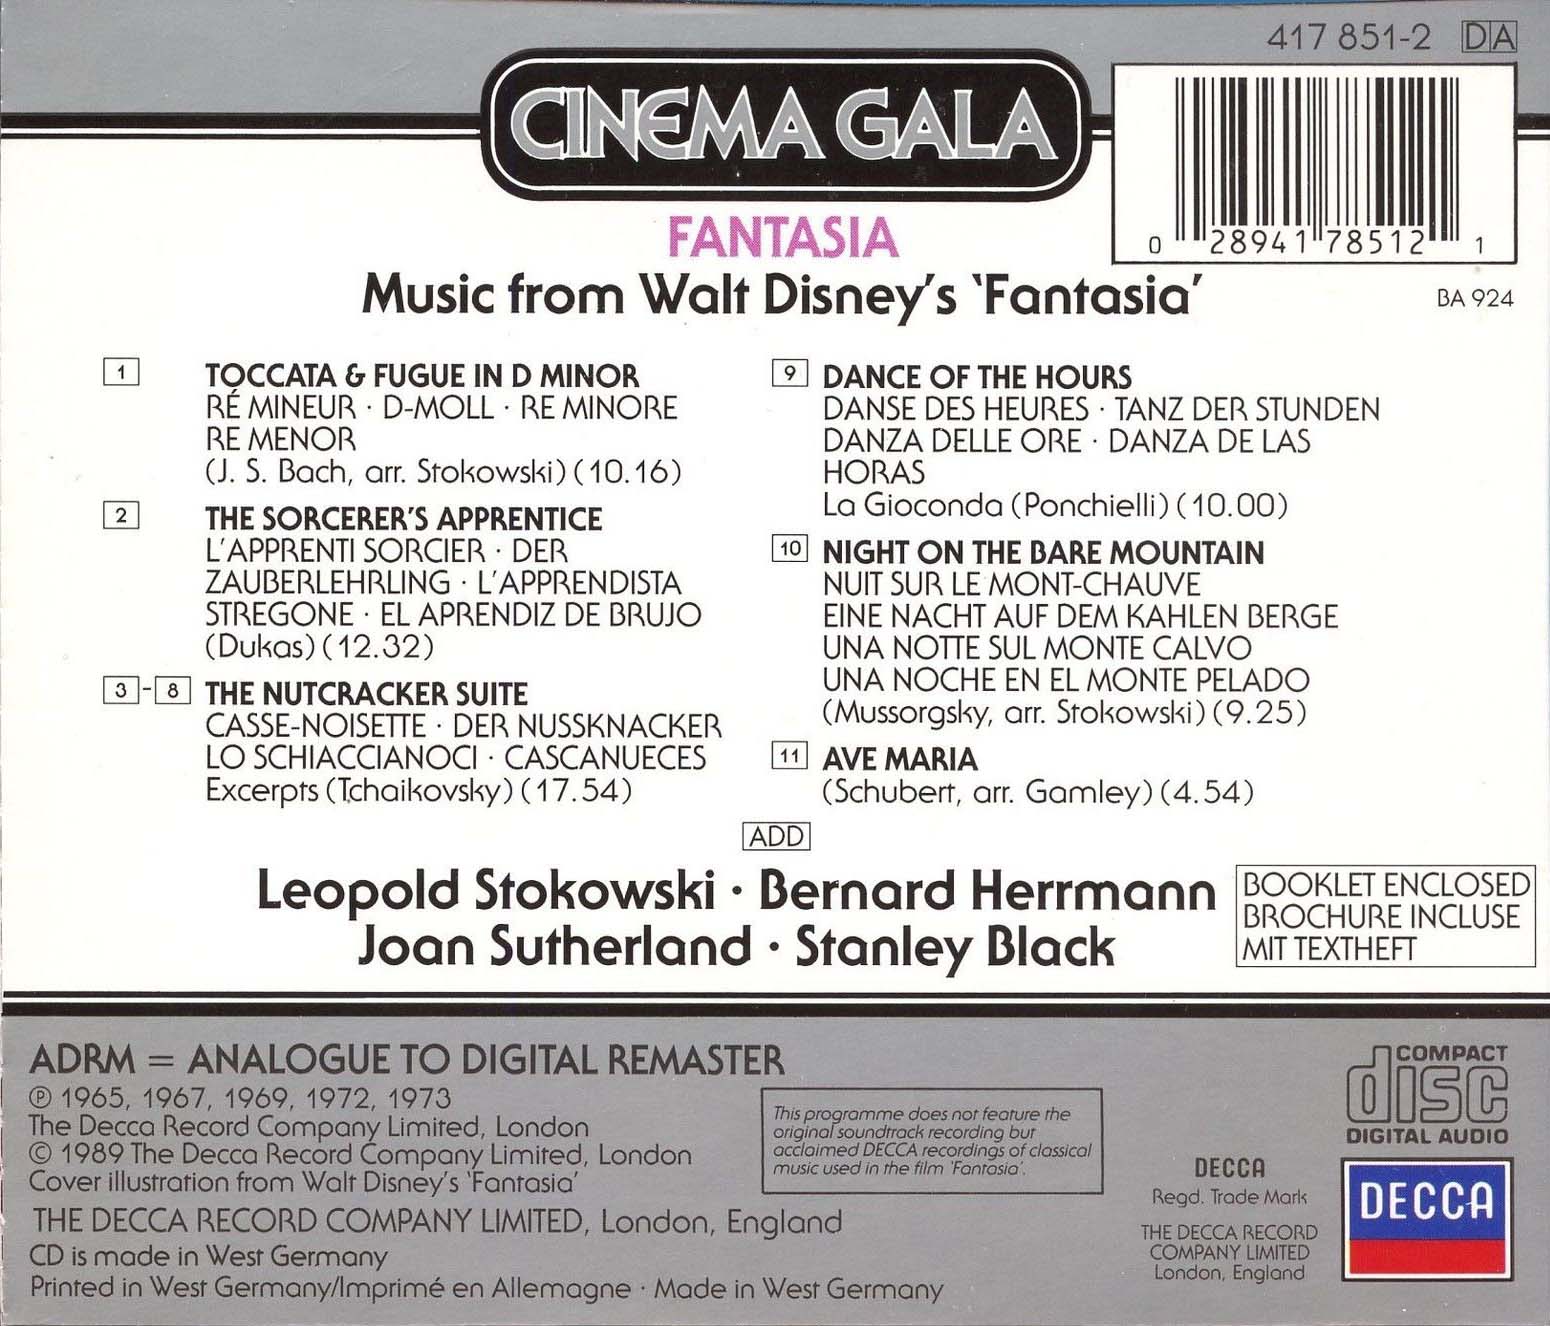 417 851-2 DA
CINEMA GALA
0 28941 78512 1
BA 924
FANTASIA
Music from Walt Disney's 'Fantasia'
1 TOCCATA & FUGUE IN D MINOR
RÉ MINEUR · D-MOLL · RE MINORE
RE MENOR
(J. S. Bach, arr. Stokowski) (10.16)
2 THE SORCERER'S APPRENTICE
L'APPRENTI SORCIER · DER
ZAUBERLEHRLING · L'APPRENDISTA
STREGONE · EL APRENDIZ DE BRUJO
(Dukas) (12.32)
3-8 THE NUTCRACKER SUITE
CASSE-NOISETTE · DER NUSSKNACKER
LO SCHIACCIANOCI · CASCANUECES
Excerpts (Tchaikovsky) (17.54)
9 DANCE OF THE HOURS
DANSE DES HEURES · TANZ DER STUNDEN
DANZA DELLE ORE · DANZA DE LAS
HORAS
La Gioconda (Ponchielli) (10.00)
10 NIGHT ON THE BARE MOUNTAIN
NUIT SUR LE MONT-CHAUVE
EINE NACHT AUF DEM KAHLEN BERGE
UNA NOTTE SUL MONTE CALVO
UNA NOCHE EN EL MONTE PELADO
(Mussorgsky, arr. Stokowski) (9.25)
11 AVE MARIA
(Schubert, arr. Gamley) (4.54)
ADD
Leopold Stokowski · Bernard Herrmann
Joan Sutherland · Stanley Black
BOOKLET ENCLOSED
BROCHURE INCLUSE
MIT TEXTHEFT
ADRM = ANALOGUE TO DIGITAL REMASTER
℗ 1965, 1967, 1969, 1972, 1973
The Decca Record Company Limited, London
© 1989 The Decca Record Company Limited, London
Cover illustration from Walt Disney's 'Fantasia'
THE DECCA RECORD COMPANY LIMITED, London, England
CD is made in West Germany
Printed in West Germany/Imprimé en Allemagne · Made in West Germany
This programme does not feature the
original soundtrack recording but
acclaimed DECCA recordings of classical
music used in the film 'Fantasia'.
DECCA
Regd. Trade Mark
THE DECCA RECORD
COMPANY LIMITED
London, England
COMPACT
disc
DIGITAL AUDIO
DECCA